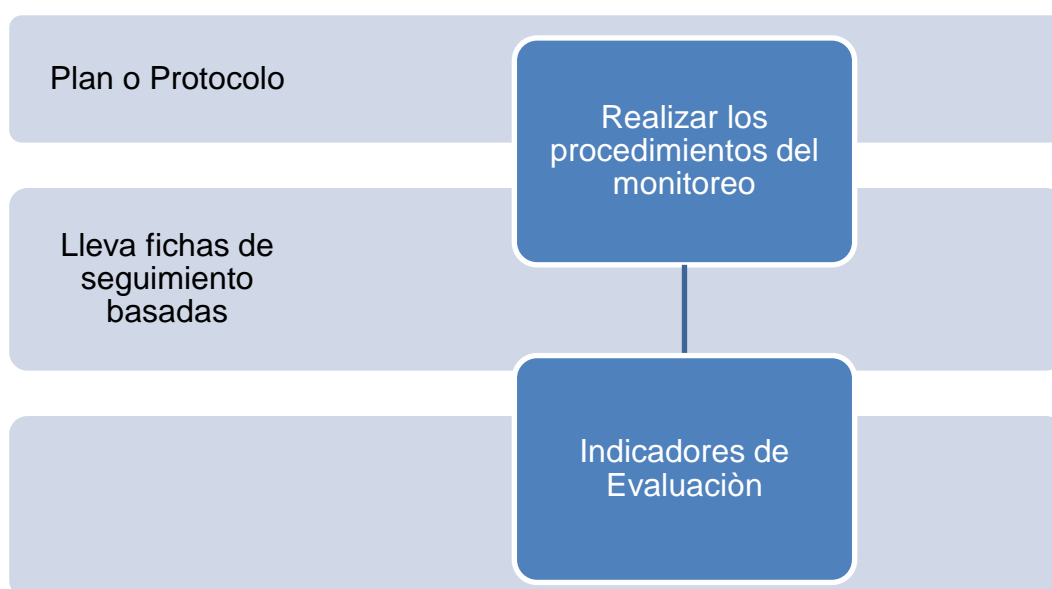 Plan o Protocolo
Realizar los
procedimientos del
monitoreo
Lleva fichas de
seguimiento
basadas
Indicadores de
Evaluaciòn